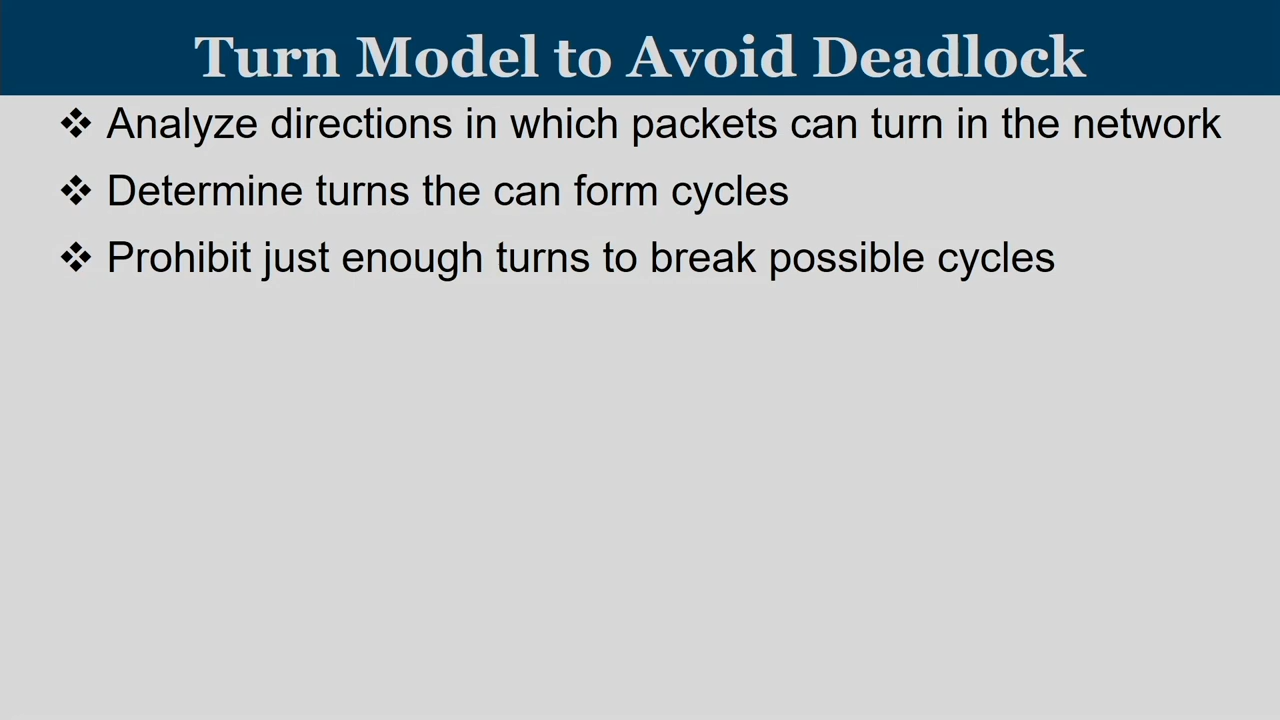 Turn Model to Avoid Deadlock
❖ Analyze directions in which packets can turn in the network
❖ Determine turns the can form cycles
❖ Prohibit just enough turns to break possible cycles